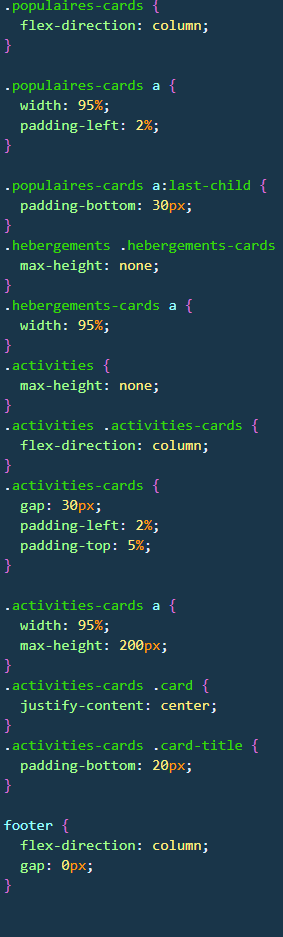 .populaires-cards {
  flex-direction: column;
}

.populaires-cards a {
  width: 95%;
  padding-left: 2%;
}

.populaires-cards a:last-child {
  padding-bottom: 30px;
}
.hebergements .hebergements-cards
  max-height: none;
}
.hebergements-cards a {
  width: 95%;
}
.activities {
  max-height: none;
}
.activities .activities-cards {
  flex-direction: column;
}
.activities-cards {
  gap: 30px;
  padding-left: 2%;
  padding-top: 5%;
}

.activities-cards a {
  width: 95%;
  max-height: 200px;
}
.activities-cards .card {
  justify-content: center;
}
.activities-cards .card-title {
  padding-bottom: 20px;
}

footer {
  flex-direction: column;
  gap: 0px;
}